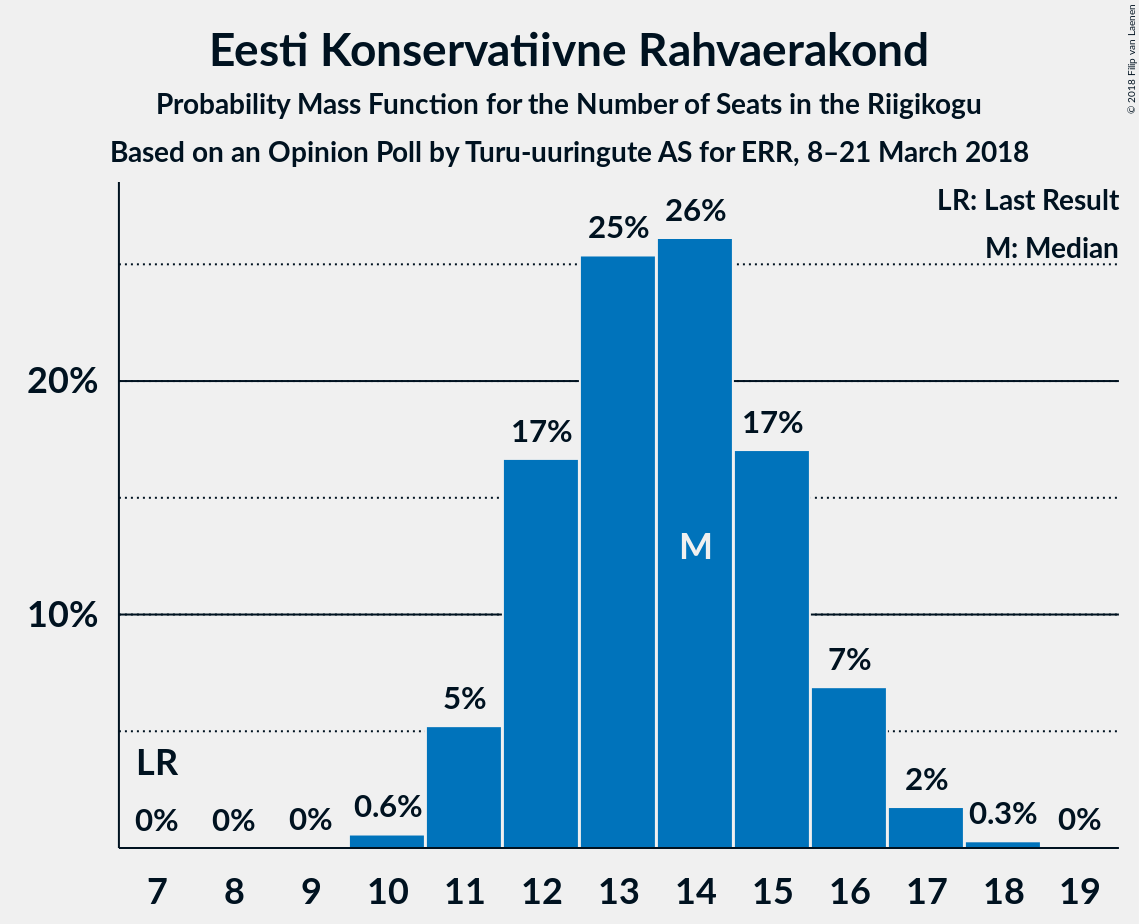 Eesti Konservatiivne Rahvaerakond
Probability Mass Function for the Number of Seats in the Riigikogu
Based on an Opinion Poll by Turu-uuringute AS for ERR, 8–21 March 2018
© 2018 Filip van Laenen
LR: Last Result
M: Median
20%
10%
LR
0%
0%
0%
0.6%
5%
17%
25%
26%
M
17%
7%
2%
0.3%
0%
7 8 9 10 11 12 13 14 15 16 17 18 19